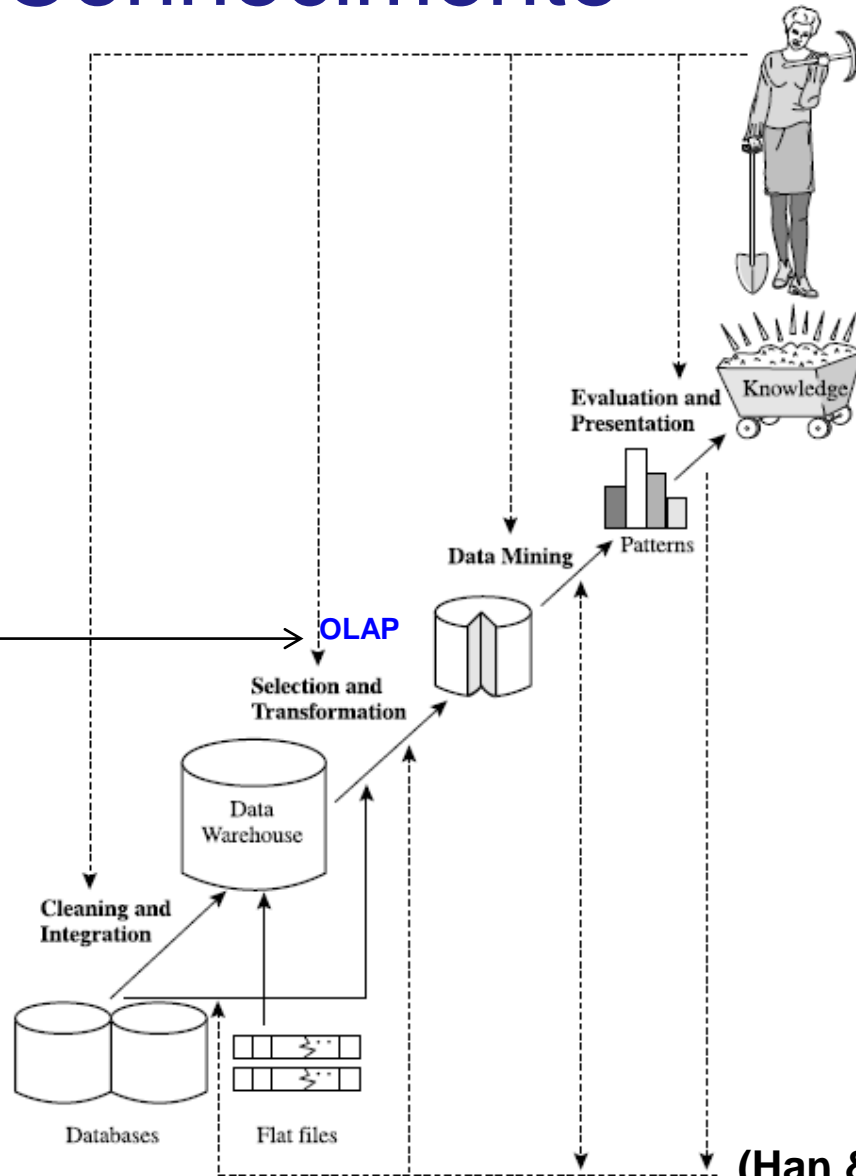 Knowledge
Evaluation and
Presentation
Patterns
Data Mining
OLAP
Selection and
Transformation
Data
Warehouse
Cleaning and
Integration
Databases
Flat files
(Han &